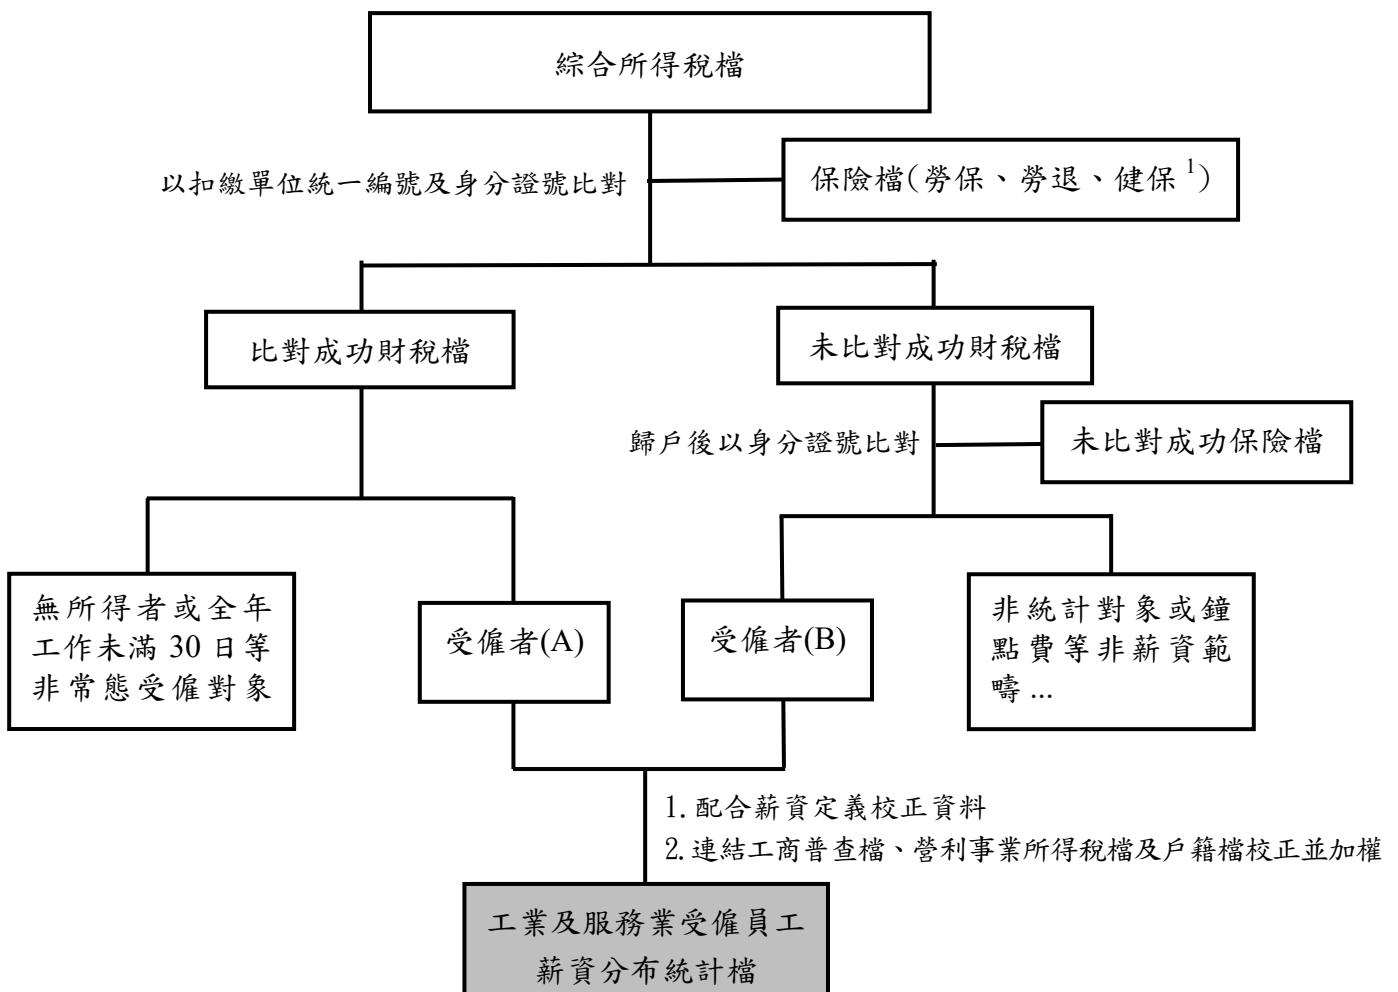 綜合所得稅檔
以扣繳單位統一編號及身分證號比對
保險檔(勞保、勞退、健保1)
比對成功財稅檔
未比對成功財稅檔
歸戶後以身分證號比對
未比對成功保險檔
無所得者或全年
工作未滿 30 日等
非常態受僱對象
受僱者(A)
受僱者(B)
非統計對象或鐘
點費等非薪資範
疇...
1. 配合薪資定義校正資料
2. 連結工商普查檔、營利事業所得稅檔及戶籍檔校正並加權
工業及服務業受僱員工
薪資分布統計檔